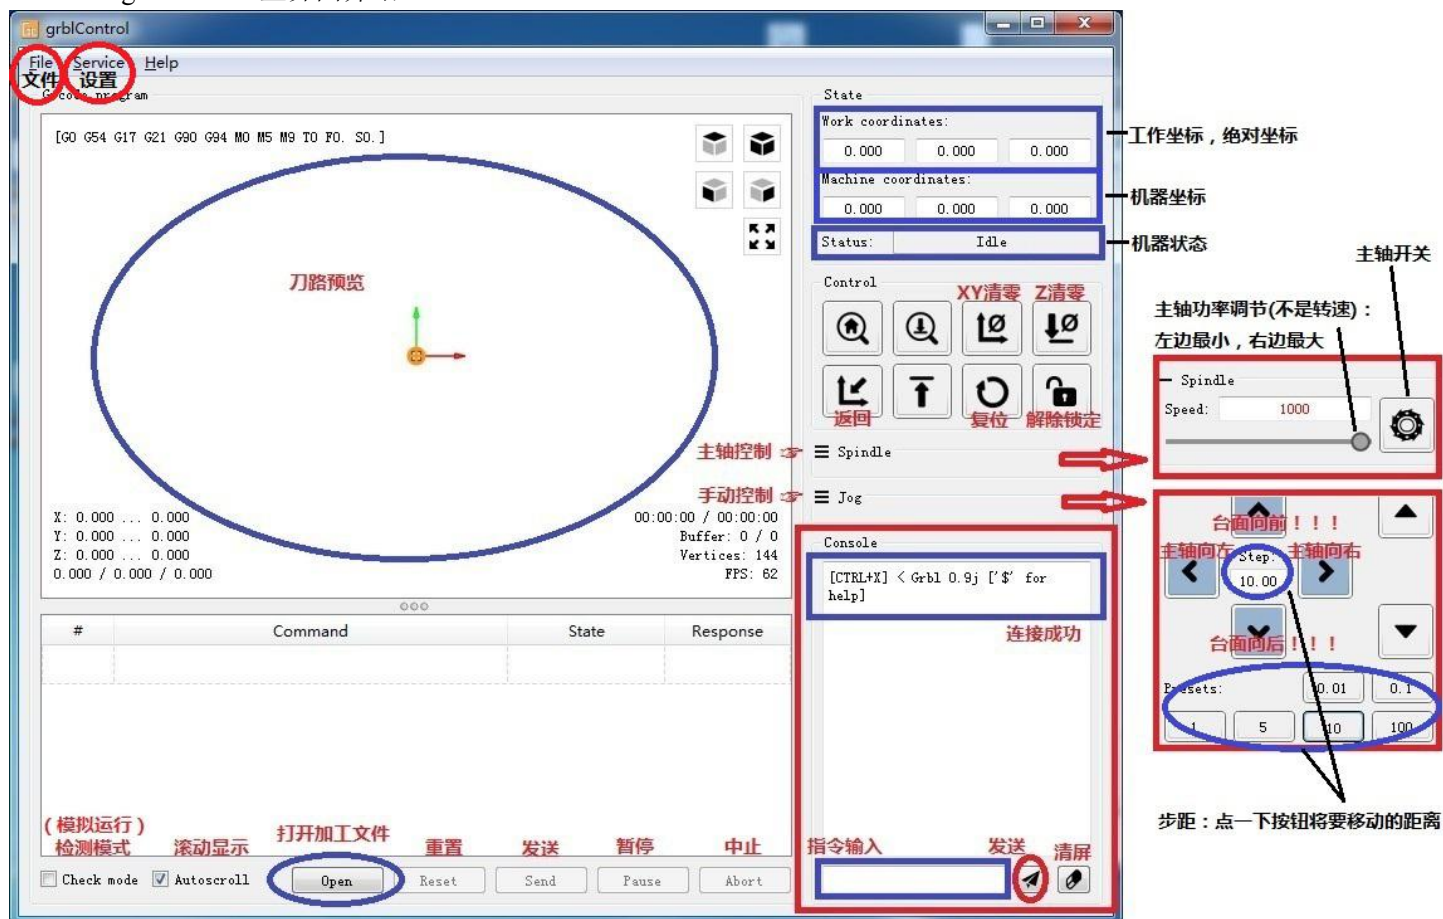 grblControl
File Service Help
文件 设置
G-code program
[G0 G54 G17 G21 G90 G94 M0 M5 M9 T0 F0. S0.]
刀路预览
X: 0.000 ... 0.000
Y: 0.000 ... 0.000
Z: 0.000 ... 0.000
0.000 / 0.000 / 0.000
00:00:00 / 00:00:00
Buffer: 0 / 0
Vertices: 144
FPS: 62
# Command State Response
(模拟运行)
检测模式 滚动显示 打开加工文件 重置 发送 暂停 中止
Check mode Autoscroll Open Reset Send Pause Abort
State
Work coordinates:
0.000 0.000 0.000
Machine coordinates:
0.000 0.000 0.000
Status: Idle
工作坐标，绝对坐标
机器坐标
机器状态
Control
XY清零 Z清零
返回 复位 解除锁定
主轴控制 ☞ Spindle
手动控制 ☞ Jog
Console
[CTRL+X] < Grbl 0.9j ['$' for
help]
连接成功
指令输入 发送 清屏
主轴开关
主轴功率调节(不是转速)：
左边最小，右边最大
Spindle
Speed: 1000
台面向前！！！
主轴向左 Step: 主轴向右
10.00
台面向后！！！
Presets: 0.01 0.1
1 5 10 100
步距：点一下按钮将要移动的距离